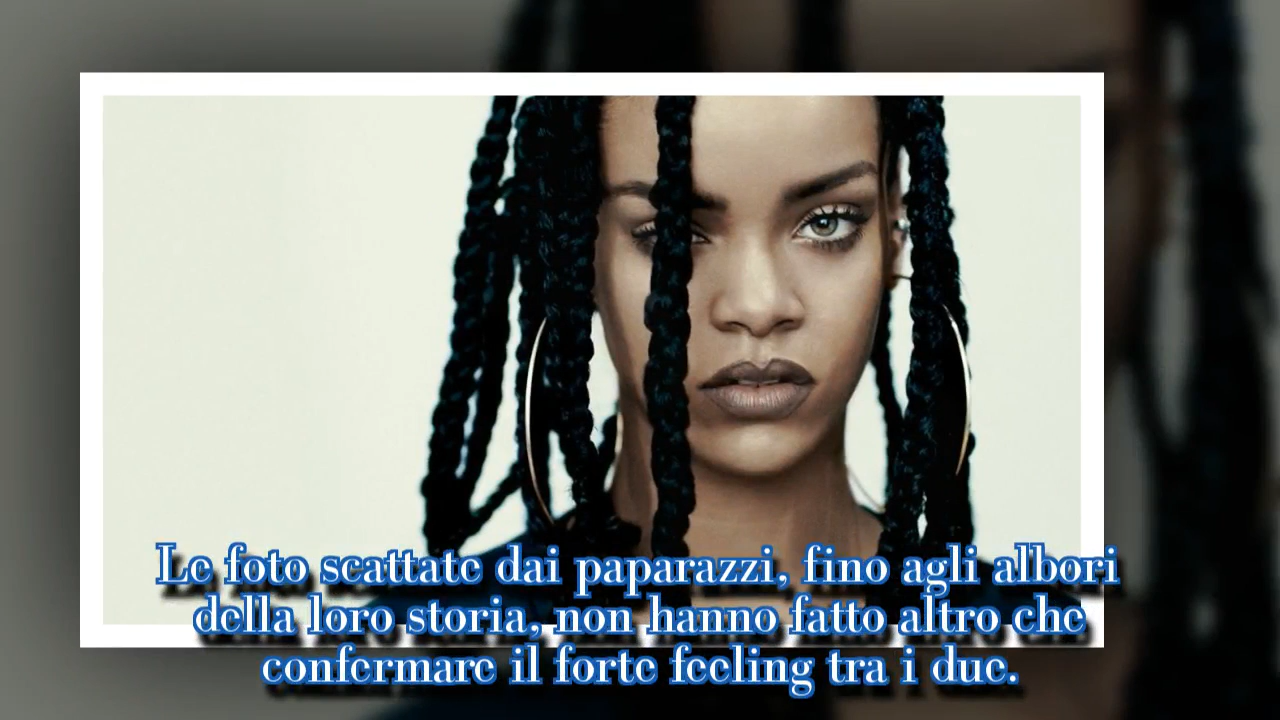 Le foto scattate dai paparazzi, fino agli albori
della loro storia, non hanno fatto altro che
confermare il forte feeling tra i due.